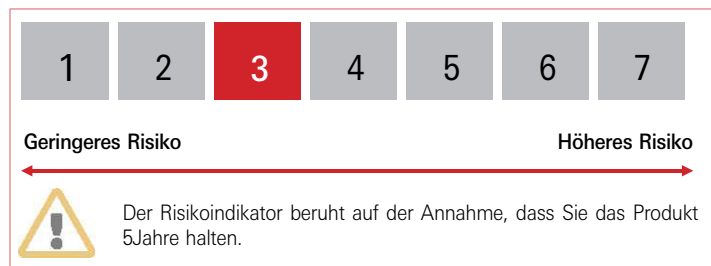 1 2 3 4 5 6 7
Geringeres Risiko Höheres Risiko
Der Risikoindikator beruht auf der Annahme, dass Sie das Produkt
5Jahre halten.